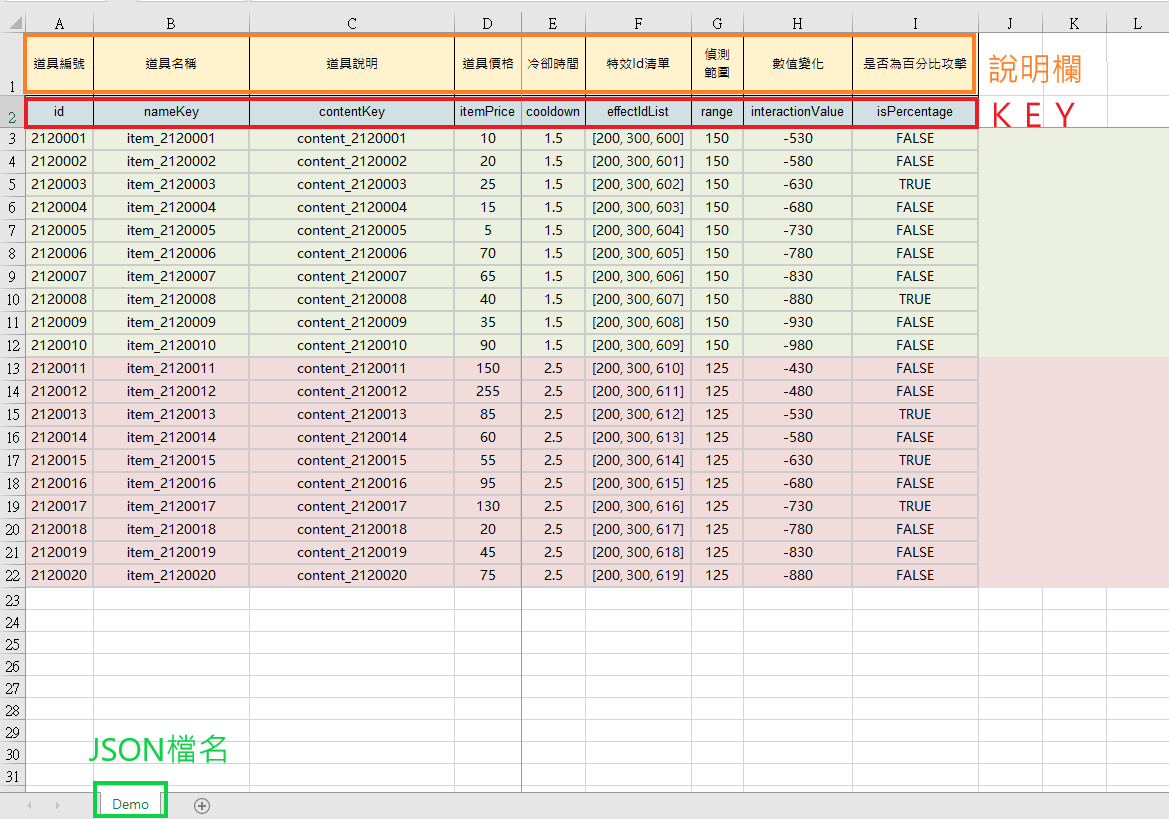 A B C D E F G H I J K L
1 道具編號 道具名稱 道具說明 道具價格 冷卻時間 特效Id清單 偵測範圍 數值變化 是否為百分比攻擊 說明欄
2 id nameKey contentKey itemPrice cooldown effectIdList range interactionValue isPercentage KEY
3 2120001 item_2120001 content_2120001 10 1.5 [200, 300, 600] 150 -530 FALSE
4 2120002 item_2120002 content_2120002 20 1.5 [200, 300, 601] 150 -580 FALSE
5 2120003 item_2120003 content_2120003 25 1.5 [200, 300, 602] 150 -630 TRUE
6 2120004 item_2120004 content_2120004 15 1.5 [200, 300, 603] 150 -680 FALSE
7 2120005 item_2120005 content_2120005 5 1.5 [200, 300, 604] 150 -730 FALSE
8 2120006 item_2120006 content_2120006 70 1.5 [200, 300, 605] 150 -780 FALSE
9 2120007 item_2120007 content_2120007 65 1.5 [200, 300, 606] 150 -830 FALSE
10 2120008 item_2120008 content_2120008 40 1.5 [200, 300, 607] 150 -880 TRUE
11 2120009 item_2120009 content_2120009 35 1.5 [200, 300, 608] 150 -930 FALSE
12 2120010 item_2120010 content_2120010 90 1.5 [200, 300, 609] 150 -980 FALSE
13 2120011 item_2120011 content_2120011 150 2.5 [200, 300, 610] 125 -430 FALSE
14 2120012 item_2120012 content_2120012 255 2.5 [200, 300, 611] 125 -480 FALSE
15 2120013 item_2120013 content_2120013 85 2.5 [200, 300, 612] 125 -530 TRUE
16 2120014 item_2120014 content_2120014 60 2.5 [200, 300, 613] 125 -580 FALSE
17 2120015 item_2120015 content_2120015 55 2.5 [200, 300, 614] 125 -630 TRUE
18 2120016 item_2120016 content_2120016 95 2.5 [200, 300, 615] 125 -680 FALSE
19 2120017 item_2120017 content_2120017 130 2.5 [200, 300, 616] 125 -730 TRUE
20 2120018 item_2120018 content_2120018 20 2.5 [200, 300, 617] 125 -780 FALSE
21 2120019 item_2120019 content_2120019 45 2.5 [200, 300, 618] 125 -830 FALSE
22 2120020 item_2120020 content_2120020 75 2.5 [200, 300, 619] 125 -880 FALSE
23
24
25
26
27
28
29
30 JSON檔名
31
Demo